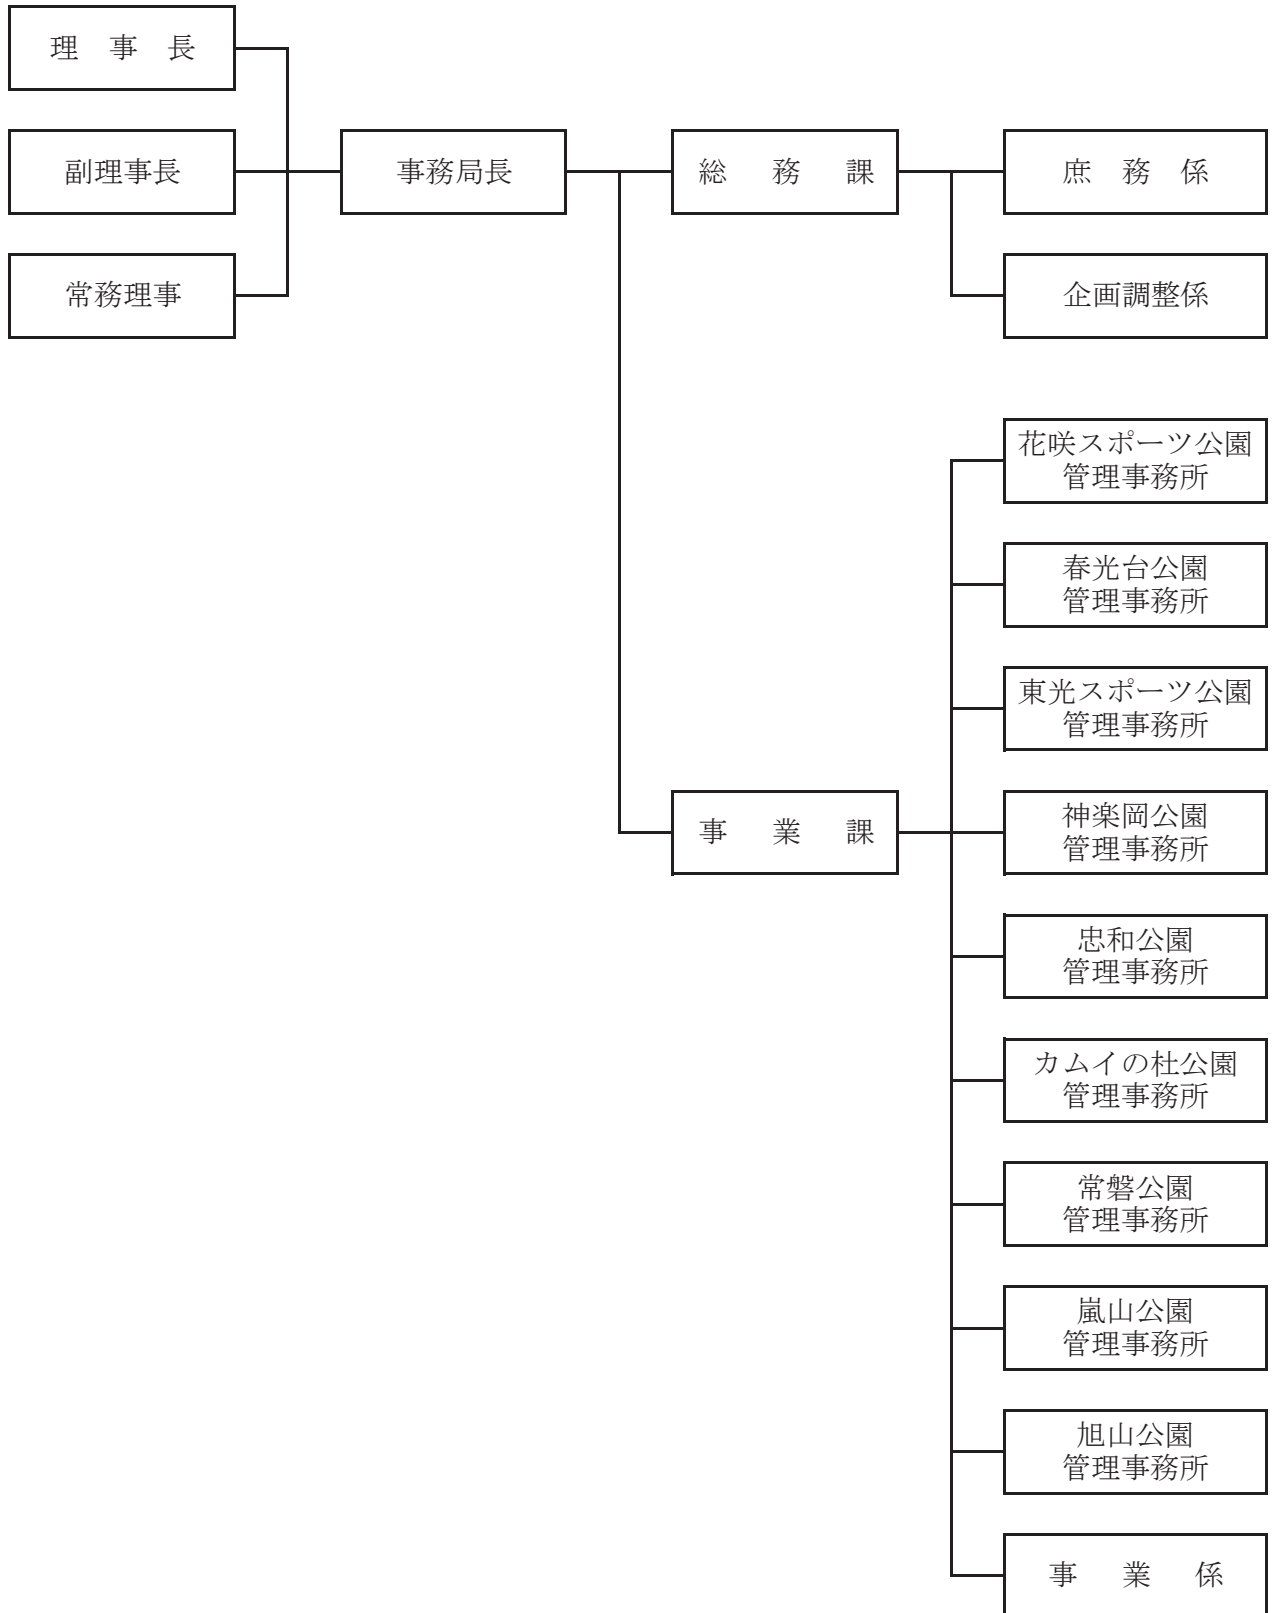 理 事 長
副理事長
常務理事
事務局長
総 務 課
庶 務 係
企画調整係
事 業 課
花咲スポーツ公園
管理事務所
春光台公園
管理事務所
東光スポーツ公園
管理事務所
神楽岡公園
管理事務所
忠和公園
管理事務所
カムイの杜公園
管理事務所
常磐公園
管理事務所
嵐山公園
管理事務所
旭山公園
管理事務所
事 業 係